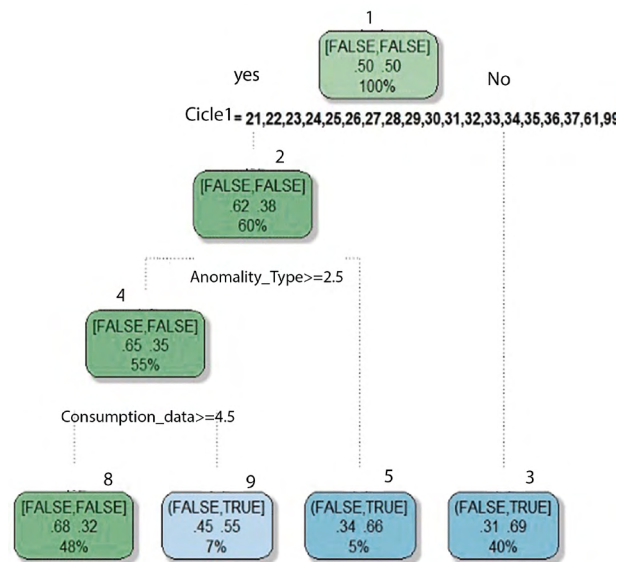 1
[FALSE,FALSE]
.50 .50
100%
yes
No
Cicle1= 21,22,23,24,25,26,27,28,29,30,31,32,33,34,35,36,37,61,99
2
[FALSE,FALSE]
.62 .38
60%
Anomality_Type>=2.5
4
[FALSE,FALSE]
.65 .35
55%
Consumption_data>=4.5
8
[FALSE,FALSE]
.68 .32
48%
9
(FALSE,TRUE]
.45 .55
7%
5
(FALSE,TRUE]
.34 .66
5%
3
(FALSE,TRUE]
.31 .69
40%